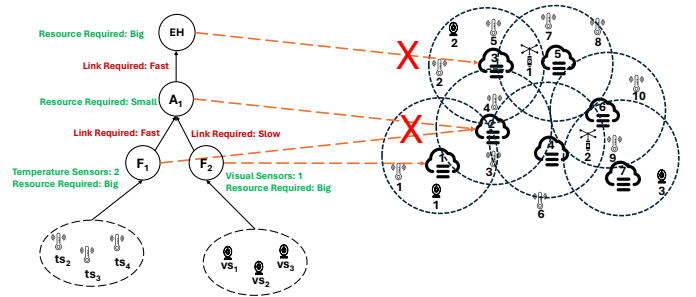 EH
Resource Required: Big
Link Required: Fast
A1
Resource Required: Small
Link Required: Fast
Link Required: Slow
F1
F2
Temperature Sensors: 2
Resource Required: Big
Visual Sensors: 1
Resource Required: Big
ts2
ts3
ts4
vs1
vs2
vs3
X
X
2
5
7
8
3
1
5
2
10
4
6
2
1
3
4
2
9
7
3
1
1
6